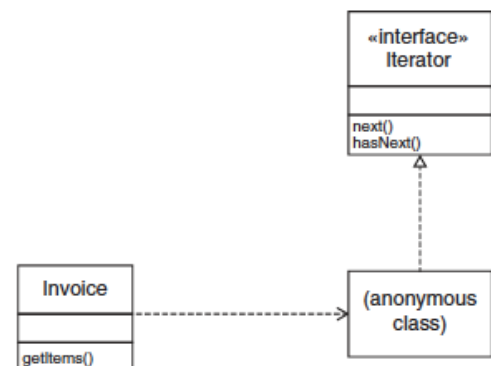 «interface»
Iterator
next()
hasNext()
Invoice
getItems()
(anonymous
class)